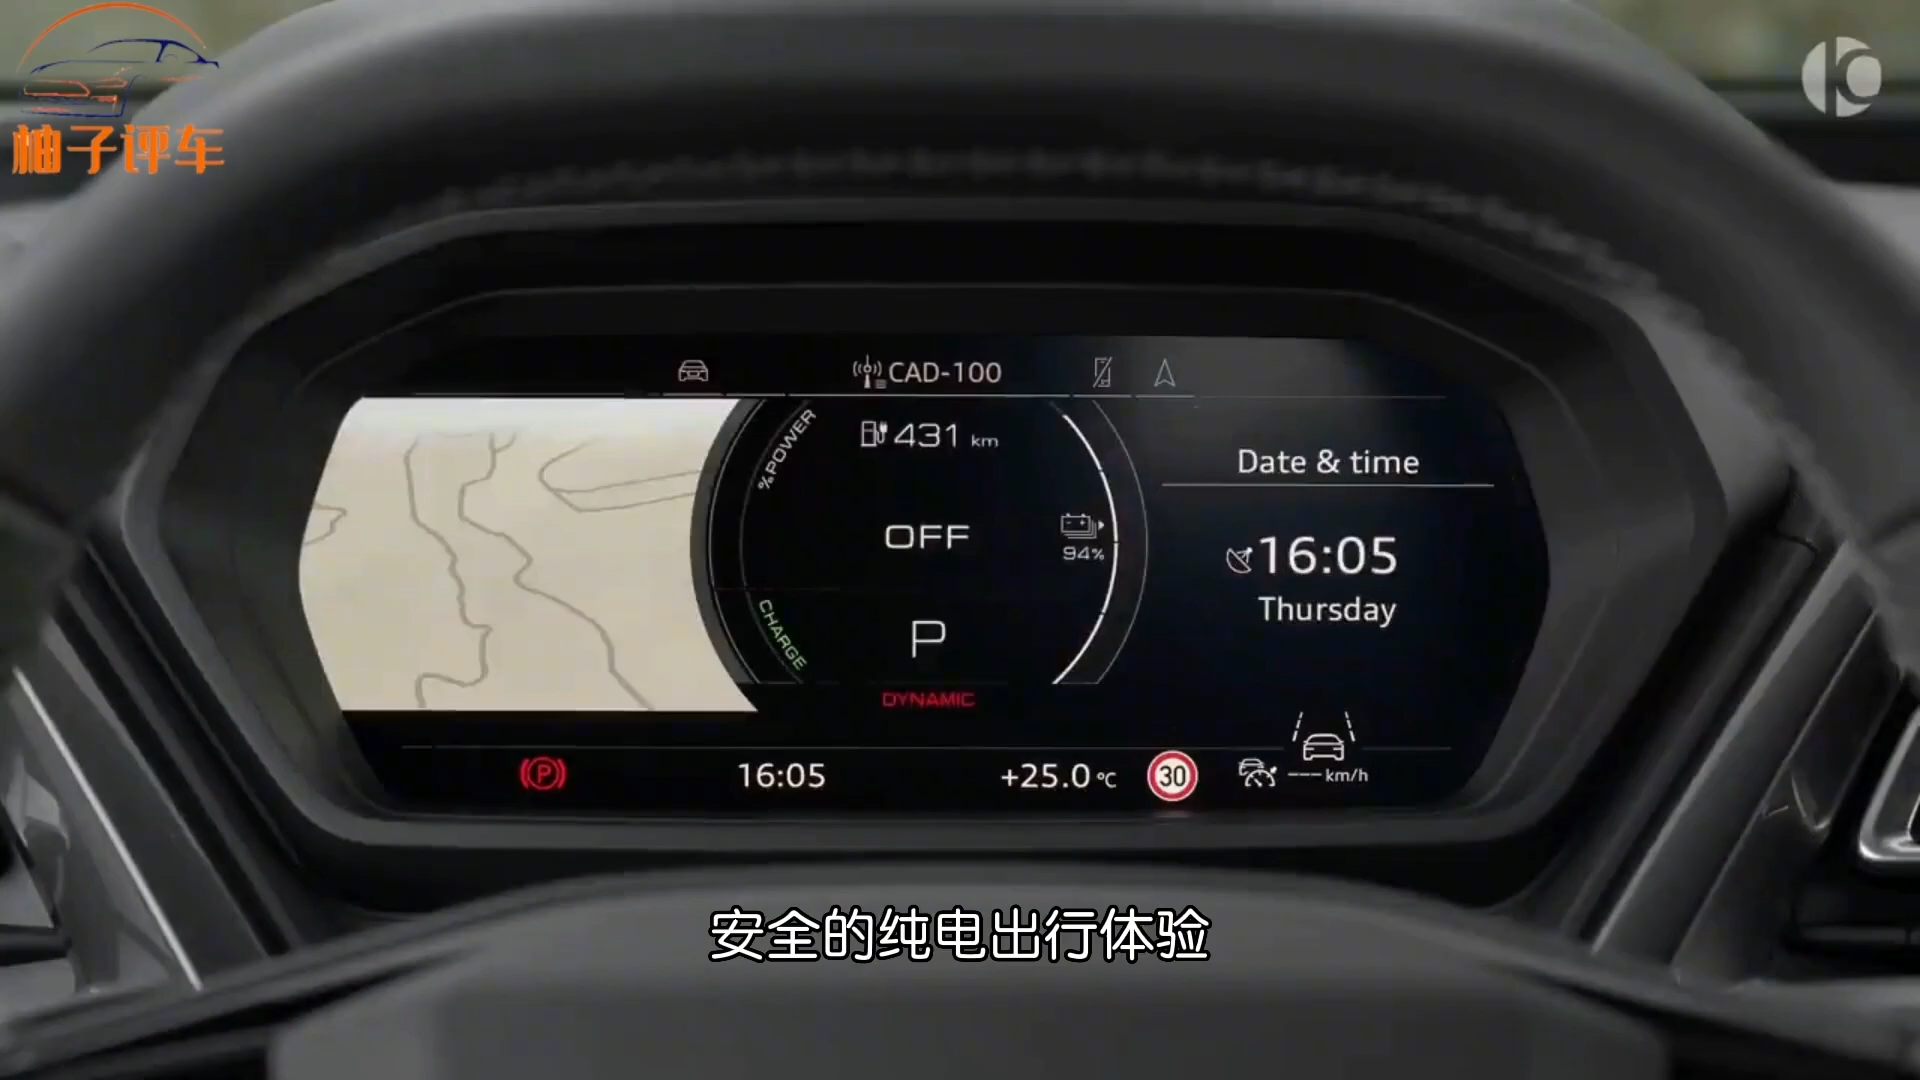 柚子评车
CAD-100
% POWER
431 km
OFF
94%
CHARGE
P
DYNAMIC
Date & time
16:05
Thursday
P
16:05
+25.0 °C
30
--- km/h
安全的纯电出行体验